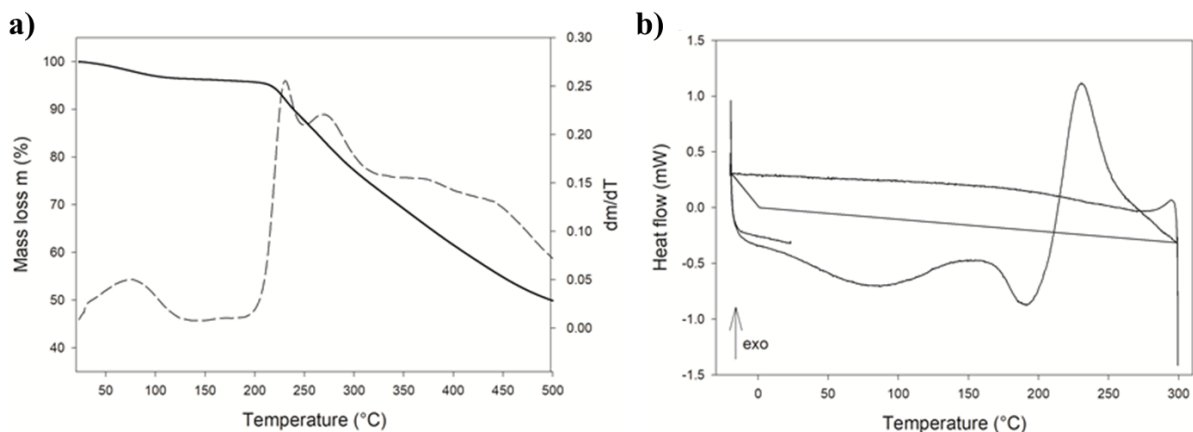 a)
0.30
100
0.25
90
0.20
80
0.15
70
0.10
60
0.05
50
0.00
40
50 100 150 200 250 300 350 400 450 500
Mass loss m (%)
dm/dT
Temperature (°C)
b)
1.5
1.0
0.5
0.0
-0.5
-1.0
-1.5
exo
0 50 100 150 200 250 300
Heat flow (mW)
Temperature (°C)